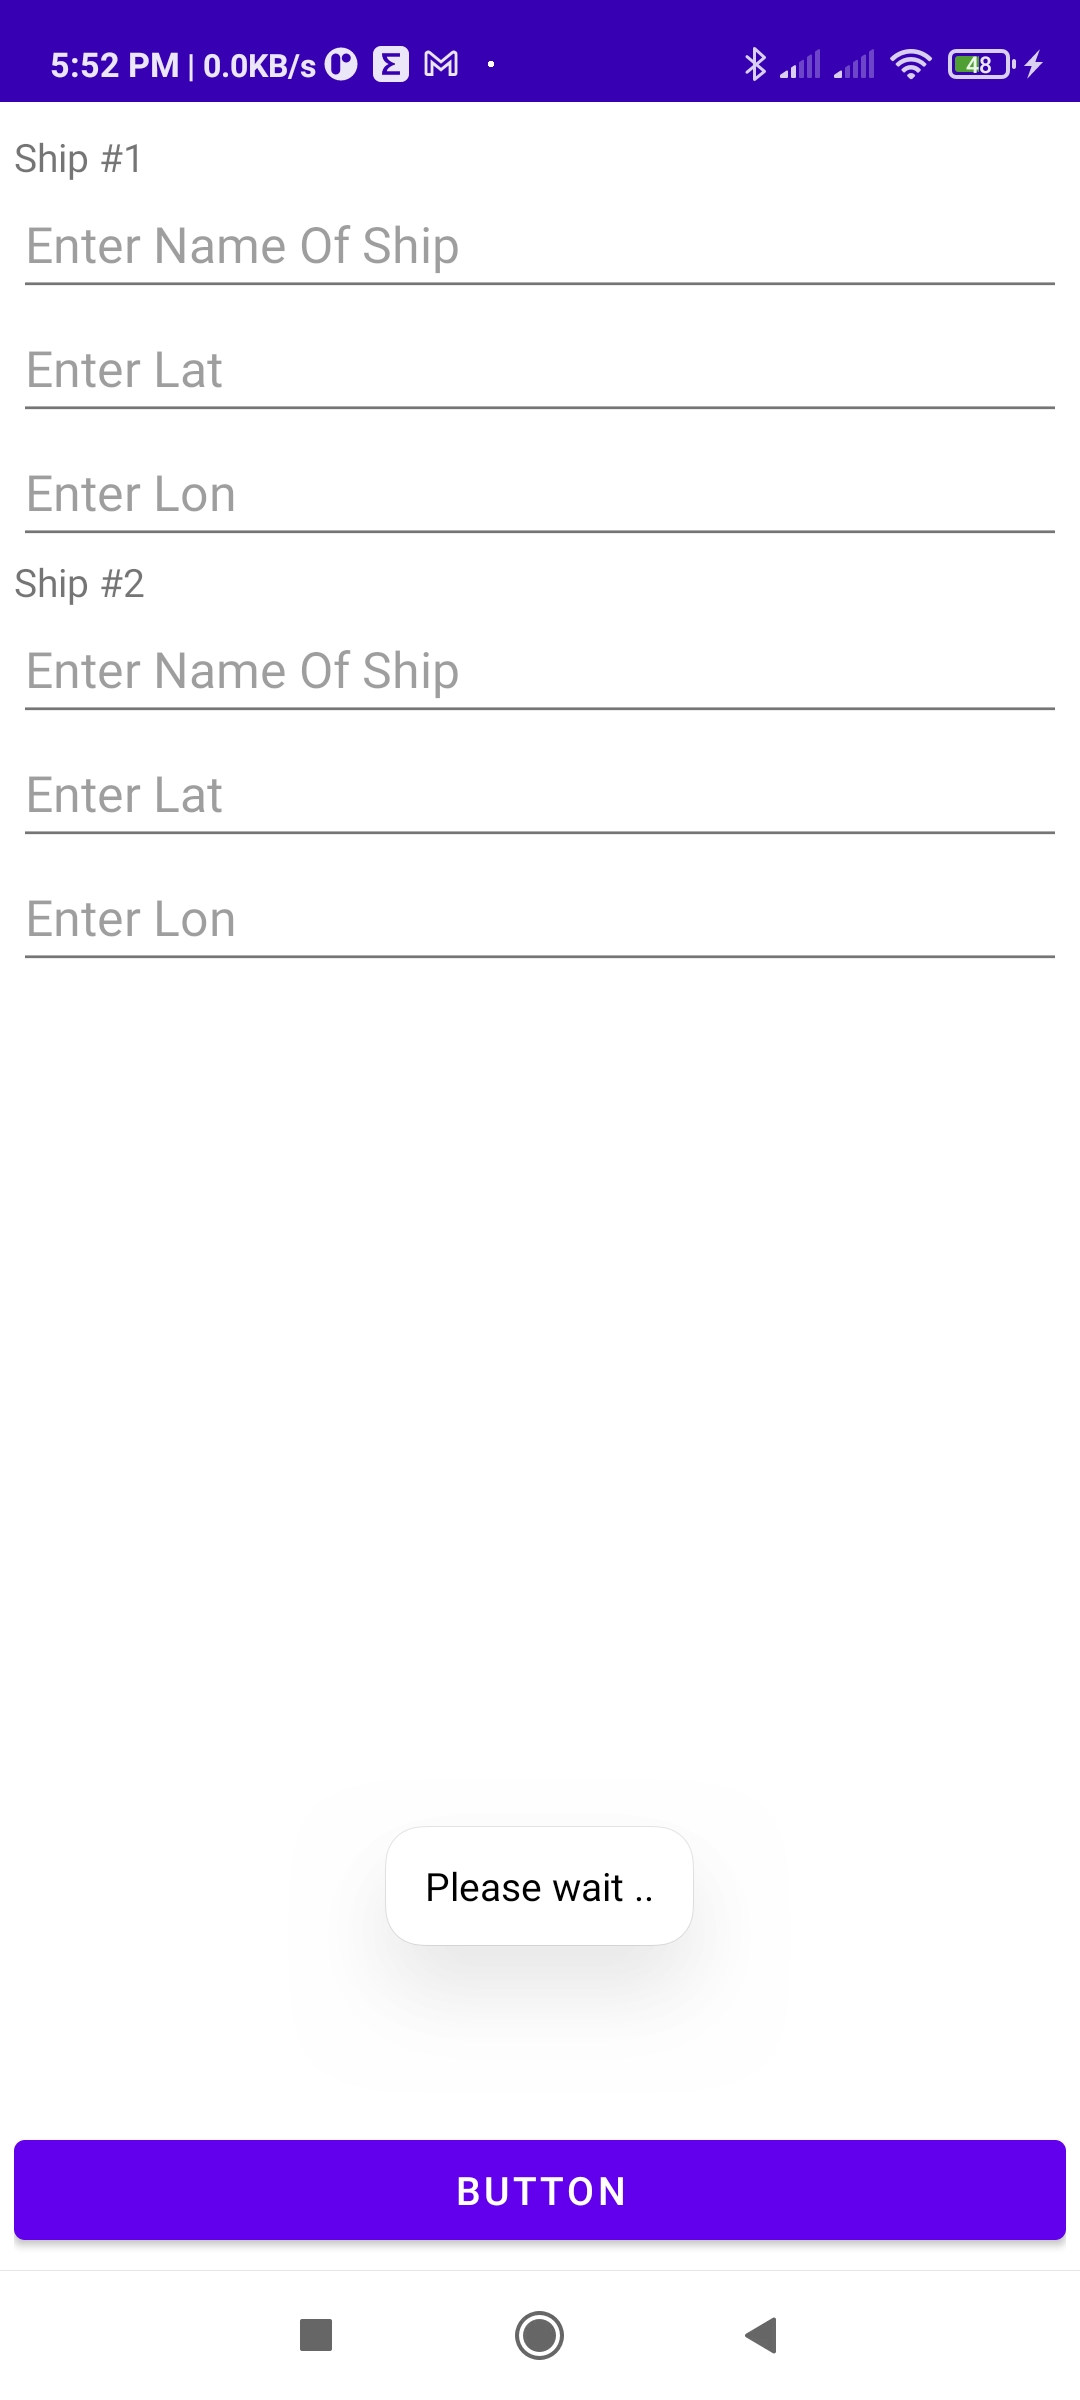 5:52 PM | 0.0KB/s 48
Ship #1
Enter Name Of Ship
Enter Lat
Enter Lon
Ship #2
Enter Name Of Ship
Enter Lat
Enter Lon
Please wait ..
BUTTON